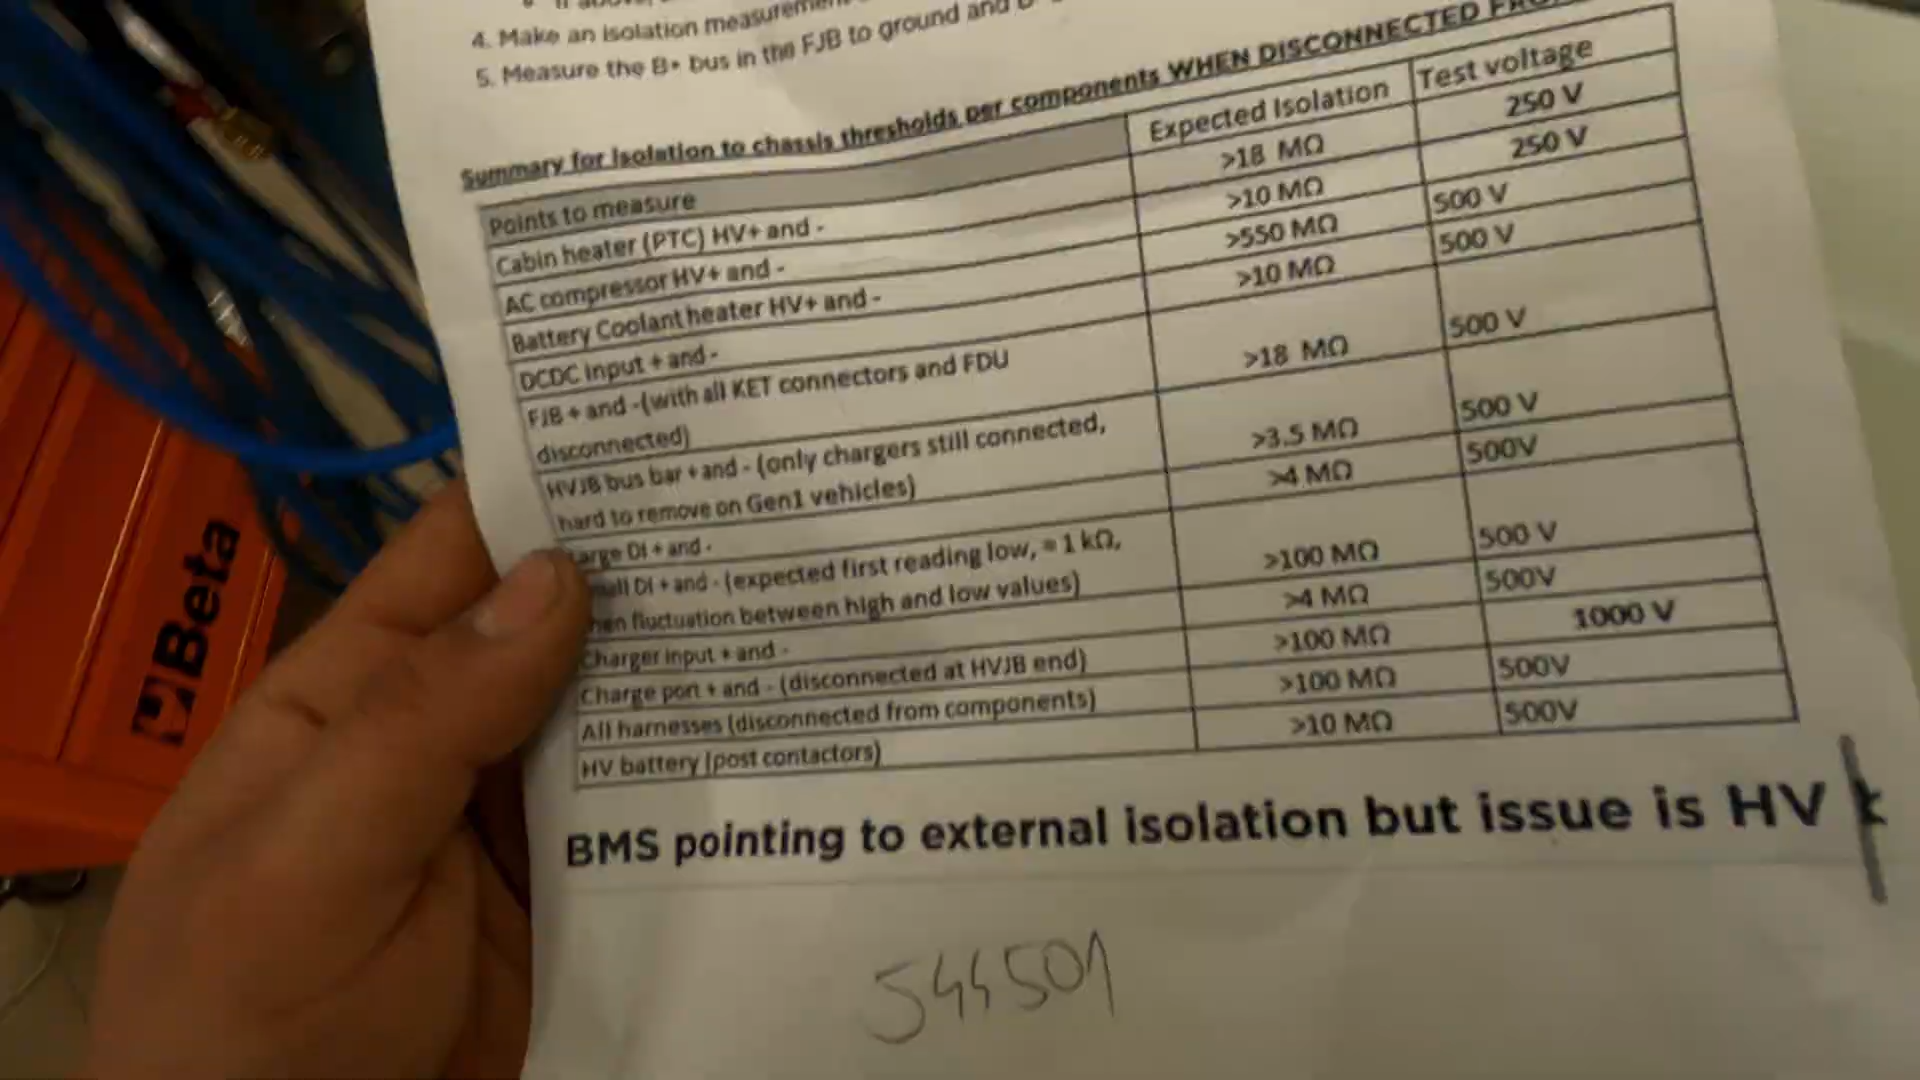 4. Make an isolation measurement
5. Measure the B+ bus in the FJB to ground and
Summary for isolation to chassis thresholds per components WHEN DISCONNECTED
Points to measure Expected Isolation Test voltage
Cabin heater (PTC) HV+ and - >18 MΩ 250 V
AC compressor HV+ and - >10 MΩ 250 V
Battery Coolant heater HV+ and - >550 MΩ 500 V
DCDC input + and - >10 MΩ 500 V
FJB + and -(with all KET connectors and FDU
disconnected) >18 MΩ 500 V
HVJB bus bar + and - (only chargers still connected,
hard to remove on Gen1 vehicles) >3.5 MΩ 500 V
arge DI + and - >4 MΩ 500V
mall DI + and - (expected first reading low, ≈ 1 kΩ,
hen fluctuation between high and low values) >100 MΩ 500 V
Charger input + and - >4 MΩ 500V
Charge port + and - (disconnected at HVJB end) >100 MΩ 1000 V
All harnesses (disconnected from components) >100 MΩ 500V
HV battery (post contactors) >10 MΩ 500V
BMS pointing to external isolation but issue is HV
544501
Beta